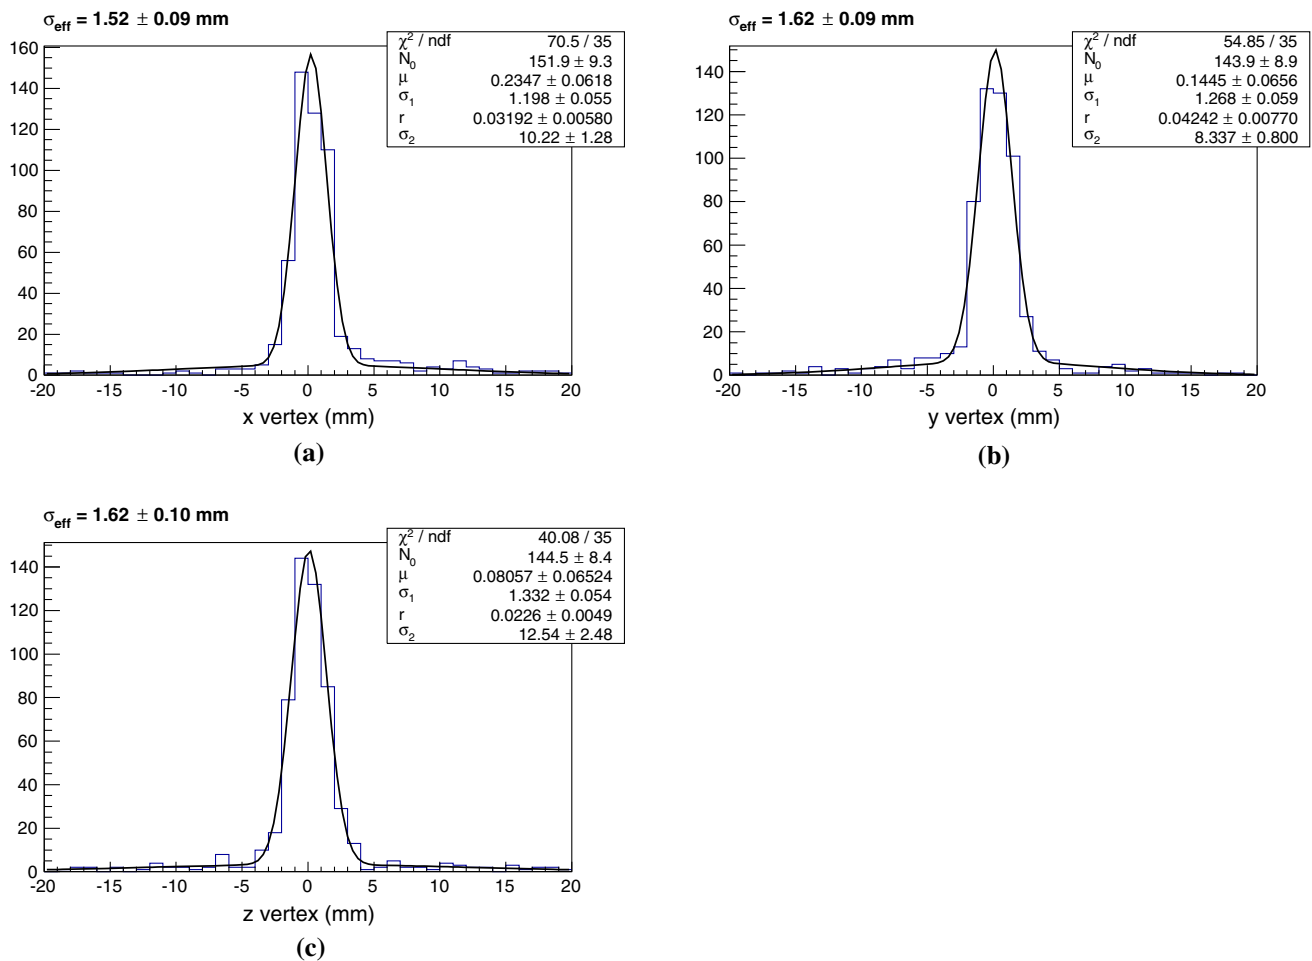 σeff = 1.52 ± 0.09 mm
χ2 / ndf 70.5 / 35
N0 151.9 ± 9.3
μ 0.2347 ± 0.0618
σ1 1.198 ± 0.055
r 0.03192 ± 0.00580
σ2 10.22 ± 1.28
160
140
120
100
80
60
40
20
0
-20 -15 -10 -5 0 5 10 15 20
x vertex (mm)
(a)
σeff = 1.62 ± 0.09 mm
χ2 / ndf 54.85 / 35
N0 143.9 ± 8.9
μ 0.1445 ± 0.0656
σ1 1.268 ± 0.059
r 0.04242 ± 0.00770
σ2 8.337 ± 0.800
140
120
100
80
60
40
20
0
-20 -15 -10 -5 0 5 10 15 20
y vertex (mm)
(b)
σeff = 1.62 ± 0.10 mm
χ2 / ndf 40.08 / 35
N0 144.5 ± 8.4
μ 0.08057 ± 0.06524
σ1 1.332 ± 0.054
r 0.0226 ± 0.0049
σ2 12.54 ± 2.48
140
120
100
80
60
40
20
0
-20 -15 -10 -5 0 5 10 15 20
z vertex (mm)
(c)